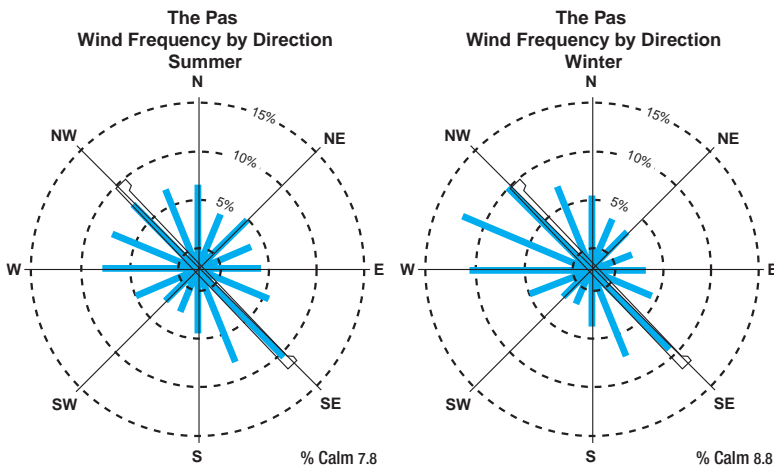 The Pas
Wind Frequency by Direction
Summer
N
NW
NE
15%
10%
5%
W
E
SW
SE
S
% Calm 7.8
The Pas
Wind Frequency by Direction
Winter
N
NW
NE
15%
10%
5%
W
E
SW
SE
S
% Calm 8.8